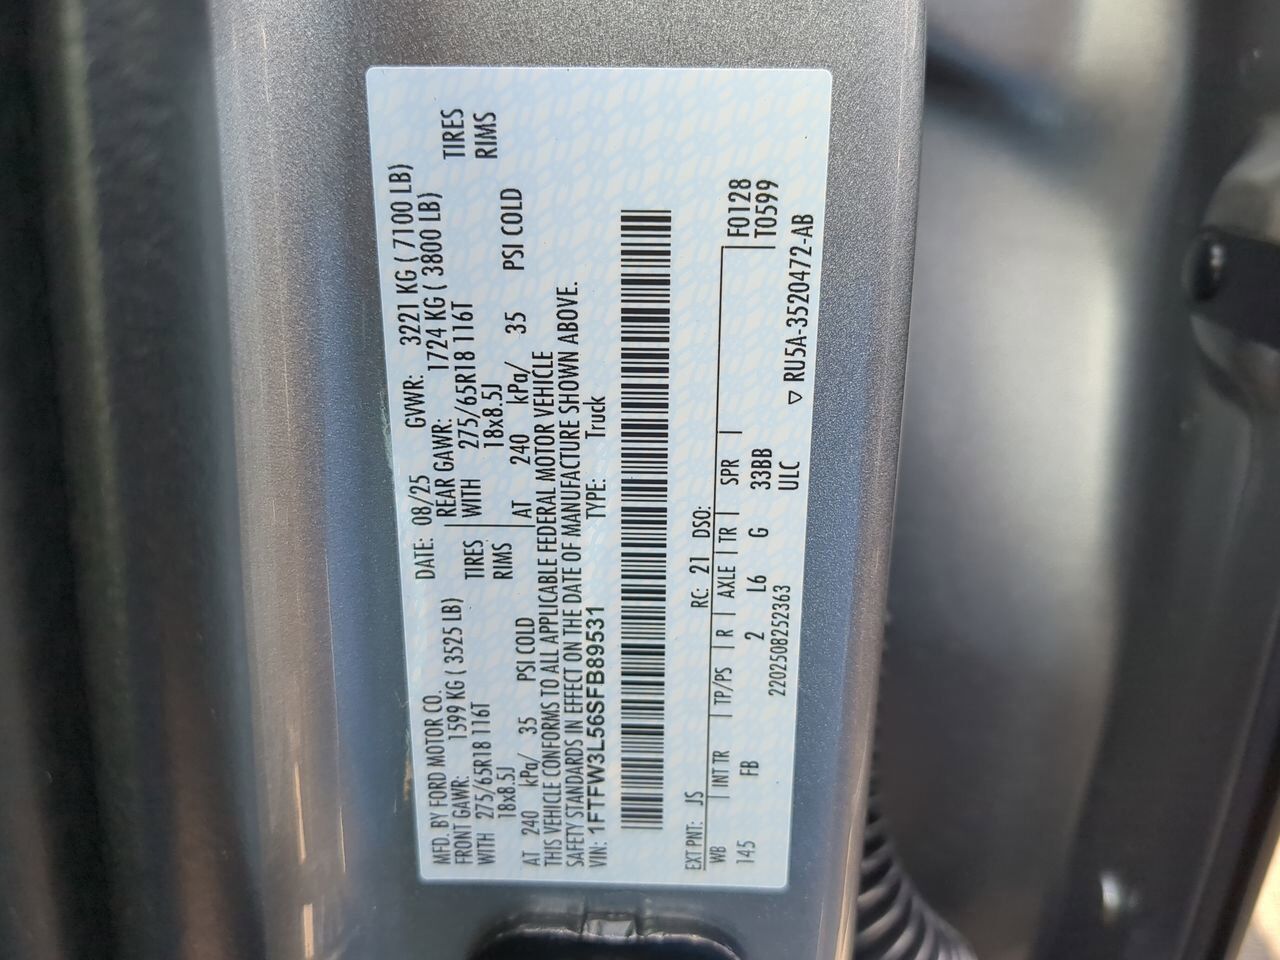 MFD. BY FORD MOTOR CO. DATE: 08/25 GVWR: 3221 KG ( 7100 LB)
FRONT GAWR: 1599 KG ( 3525 LB) REAR GAWR: 1724 KG ( 3800 LB)
WITH 275/65R18 116T TIRES WITH 275/65R18 116T TIRES
18x8.5J RIMS 18x8.5J RIMS
AT 240 kPa/ 35 PSI COLD AT 240 kPa/ 35 PSI COLD
THIS VEHICLE CONFORMS TO ALL APPLICABLE FEDERAL MOTOR VEHICLE
SAFETY STANDARDS IN EFFECT ON THE DATE OF MANUFACTURE SHOWN ABOVE.
VIN: 1FTFW3L56SFB89531 TYPE: Truck
EXT PNT: JS RC: 21 DSO:
WB | INT TR | TP/PS | R | AXLE | TR | SPR | F0128
145 FB 2 L6 G 33BB T0599
2202508252363 ULC
▽ RU5A-3520472-AB